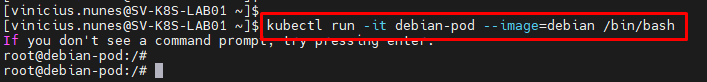 [vinicius.nunes@SV-K8S-LAB01 ~]$
[vinicius.nunes@SV-K8S-LAB01 ~]$ kubectl run -it debian-pod --image=debian /bin/bash
If you don't see a command prompt, try pressing enter.
root@debian-pod:/#
root@debian-pod:/#